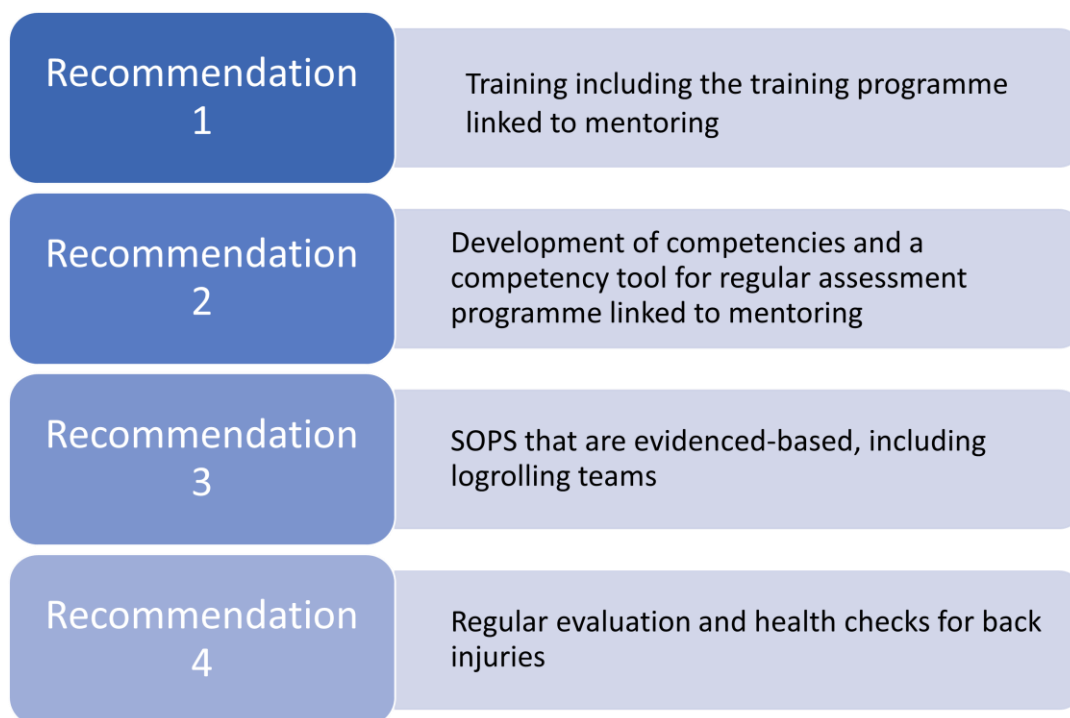 Recommendation
1
Training including the training programme
linked to mentoring
Recommendation
2
Development of competencies and a
competency tool for regular assessment
programme linked to mentoring
Recommendation
3
SOPS that are evidenced-based, including
logrolling teams
Recommendation
4
Regular evaluation and health checks for back
injuries